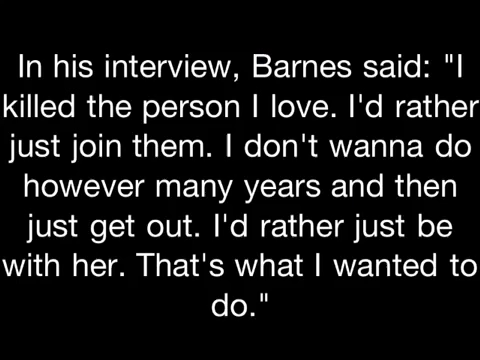 In his interview, Barnes said: "I
killed the person I love. I'd rather
just join them. I don't wanna do
however many years and then
just get out. I'd rather just be
with her. That's what I wanted to
do."